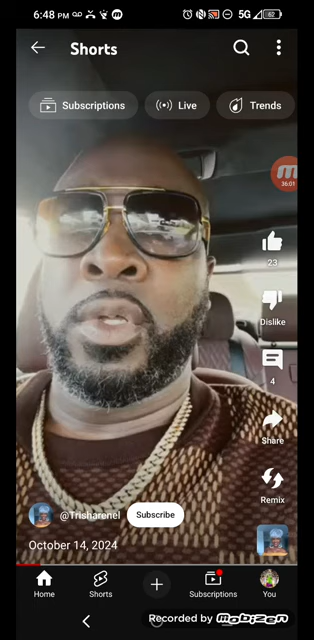 6:48 PM
5G 62
Shorts
Subscriptions
Live
Trends
36:01
23
Dislike
4
Share
Remix
@Trisharenel
Subscribe
October 14, 2024
Home
Shorts
Subscriptions
You
Recorded by mobizen